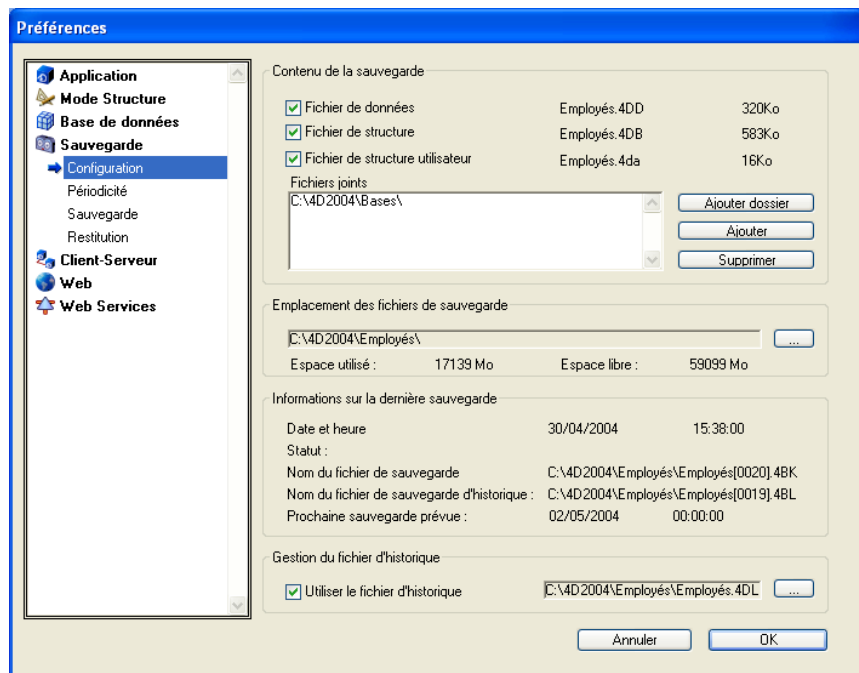 Préférences
Application
Mode Structure
Base de données
Sauvegarde
Configuration
Périodicité
Sauvegarde
Restitution
Client-Serveur
Web
Web Services
Contenu de la sauvegarde
Fichier de données Employés.4DD 320Ko
Fichier de structure Employés.4DB 583Ko
Fichier de structure utilisateur Employés.4da 16Ko
Fichiers joints
C:\4D2004\Bases\
Ajouter dossier
Ajouter
Supprimer
Emplacement des fichiers de sauvegarde
C:\4D2004\Employés\ ...
Espace utilisé : 17139 Mo Espace libre : 59099 Mo
Informations sur la dernière sauvegarde
Date et heure 30/04/2004 15:38:00
Statut :
Nom du fichier de sauvegarde C:\4D2004\Employés\Employés[0020].4BK
Nom du fichier de sauvegarde d'historique : C:\4D2004\Employés\Employés[0019].4BL
Prochaine sauvegarde prévue : 02/05/2004 00:00:00
Gestion du fichier d'historique
Utiliser le fichier d'historique C:\4D2004\Employés\Employés.4DL ...
Annuler OK